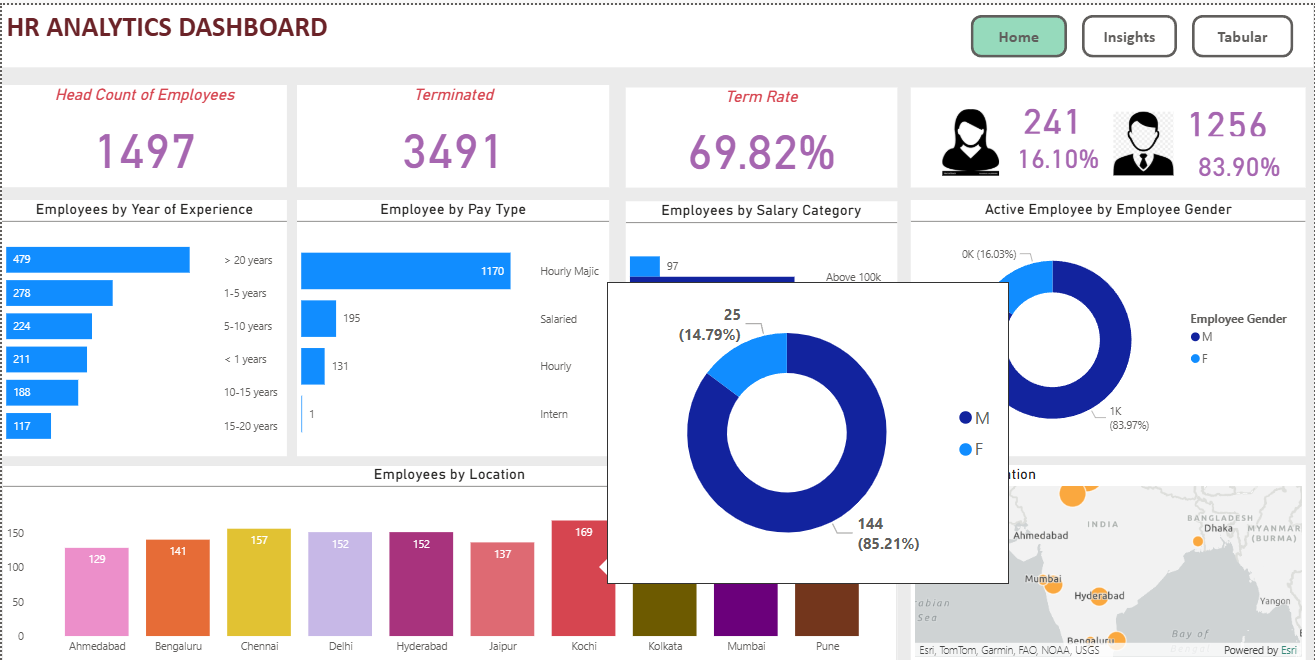 HR ANALYTICS DASHBOARD
Home
Insights
Tabular
Head Count of Employees
1497
Terminated
3491
Term Rate
69.82%
241
16.10%
1256
83.90%
Employees by Year of Experience
479
> 20 years
278
1-5 years
224
5-10 years
211
< 1 years
188
10-15 years
117
15-20 years
Employee by Pay Type
1170
Hourly Majic
195
Salaried
131
Hourly
1
Intern
Employees by Salary Category
97
Above 100k
Active Employee by Employee Gender
0K (16.03%)
1K
(83.97%)
Employee Gender
M
F
25
(14.79%)
144
(85.21%)
M
F
Employees by Location
150
100
50
0
129
141
157
152
152
137
169
Ahmedabad
Bengaluru
Chennai
Delhi
Hyderabad
Jaipur
Kochi
Kolkata
Mumbai
Pune
INDIA
BANGLADESH
Dhaka
MYANMAR
(BURMA)
Ahmedabad
Mumbai
Hyderabad
Yangon
Sea
Bengaluru
Bay of
Esri, TomTom, Garmin, FAO, NOAA, USGS
Powered by Esri